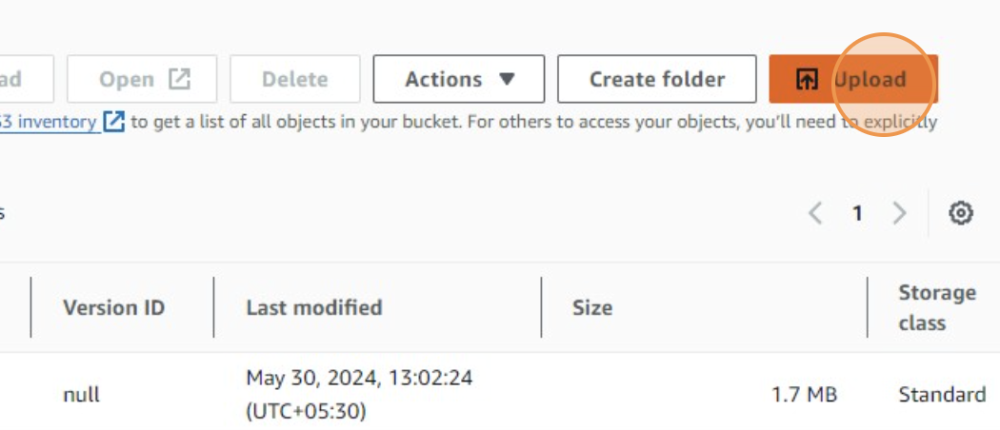 ad Open Delete Actions Create folder Upload
S3 inventory to get a list of all objects in your bucket. For others to access your objects, you'll need to explicitly
s
1
Version ID Last modified Size Storage class
null May 30, 2024, 13:02:24 (UTC+05:30) 1.7 MB Standard